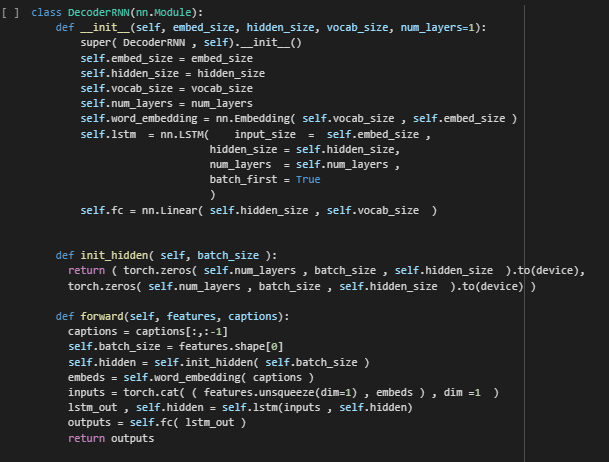 [ ] class DecoderRNN(nn.Module):
    def __init__(self, embed_size, hidden_size, vocab_size, num_layers=1):
        super( DecoderRNN , self).__init__()
        self.embed_size = embed_size
        self.hidden_size = hidden_size
        self.vocab_size = vocab_size
        self.num_layers = num_layers
        self.word_embedding = nn.Embedding( self.vocab_size , self.embed_size )
        self.lstm  = nn.LSTM(    input_size  =  self.embed_size ,
                             hidden_size = self.hidden_size,
                             num_layers  = self.num_layers ,
                             batch_first = True
                             )
        self.fc = nn.Linear( self.hidden_size , self.vocab_size  )
    def init_hidden( self, batch_size ):
      return ( torch.zeros( self.num_layers , batch_size , self.hidden_size  ).to(device),
      torch.zeros( self.num_layers , batch_size , self.hidden_size  ).to(device) )
    def forward(self, features, captions):
      captions = captions[:,:-1]
      self.batch_size = features.shape[0]
      self.hidden = self.init_hidden( self.batch_size )
      embeds = self.word_embedding( captions )
      inputs = torch.cat( ( features.unsqueeze(dim=1) , embeds ) , dim =1  )
      lstm_out , self.hidden = self.lstm(inputs , self.hidden)
      outputs = self.fc( lstm_out )
      return outputs